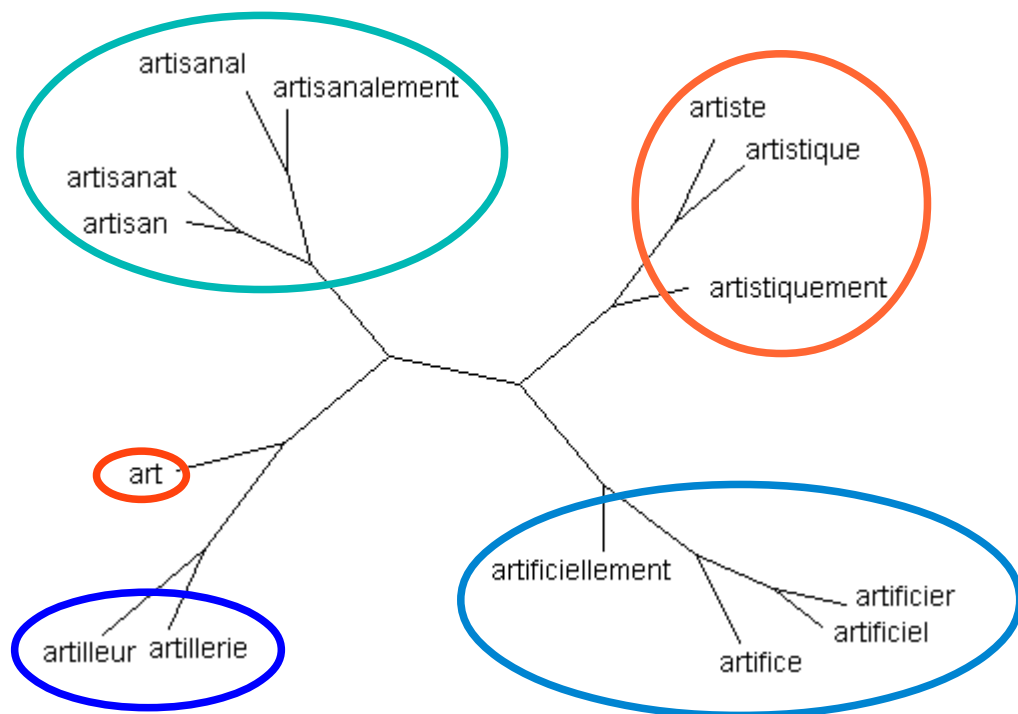 artisanal
artisanalement
artisanat
artisan
artiste
artistique
artistiquement
art
artilleur
artillerie
artificiellement
artificier
artificiel
artifice